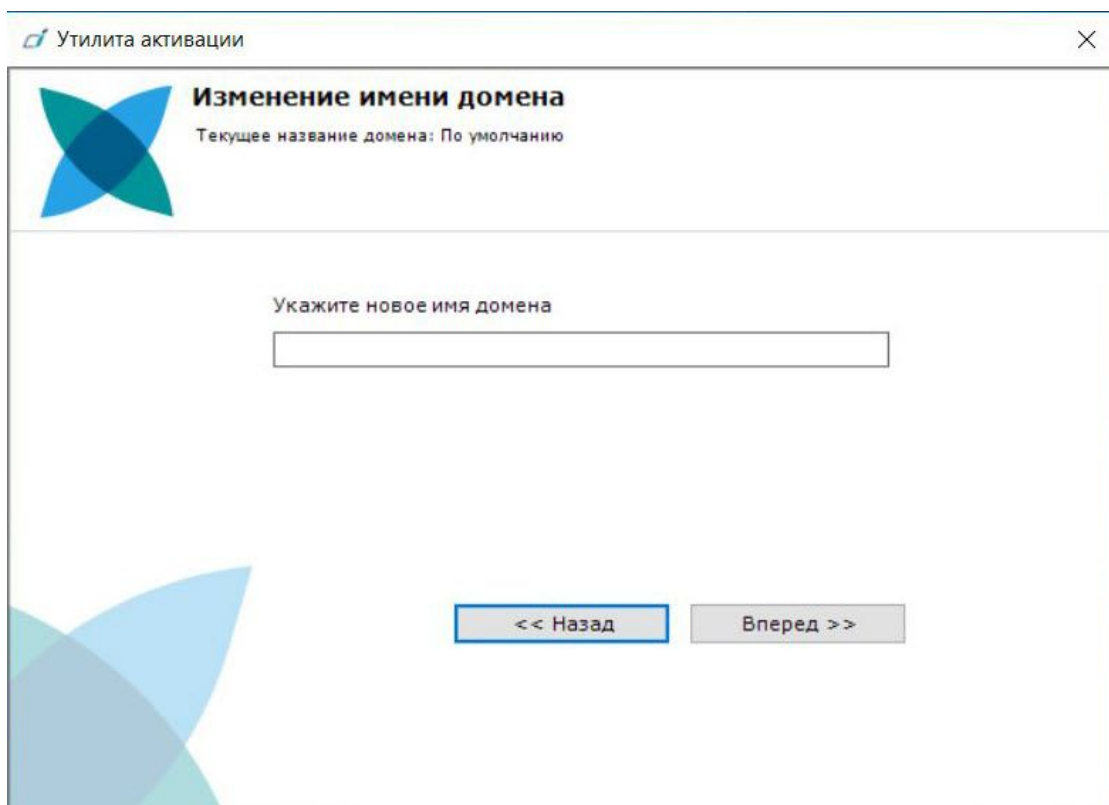 Утилита активации
Изменение имени домена
Текущее название домена: По умолчанию
Укажите новое имя домена
<< Назад
Вперед >>